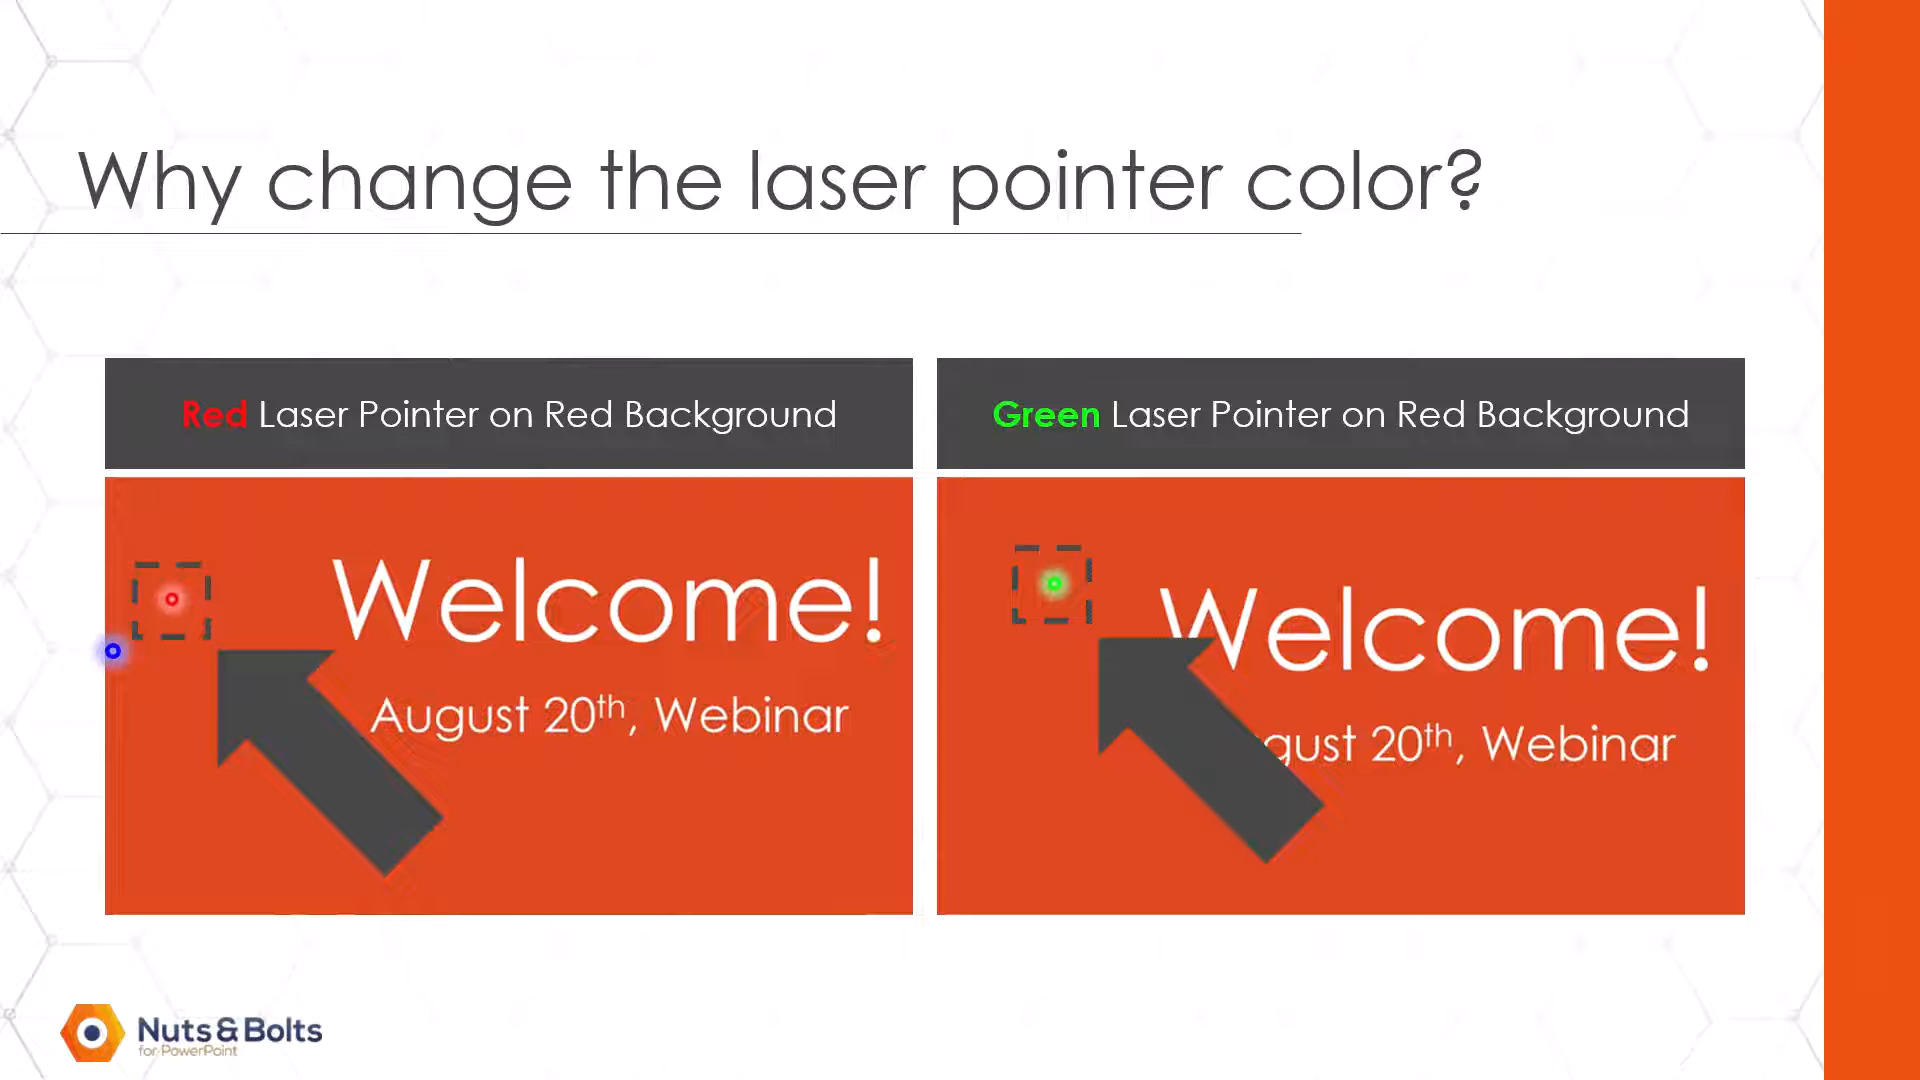 Why change the laser pointer color?
Red Laser Pointer on Red Background
Green Laser Pointer on Red Background
Welcome!
August 20th, Webinar
Welcome!
gust 20th, Webinar
Nuts & Bolts
for PowerPoint